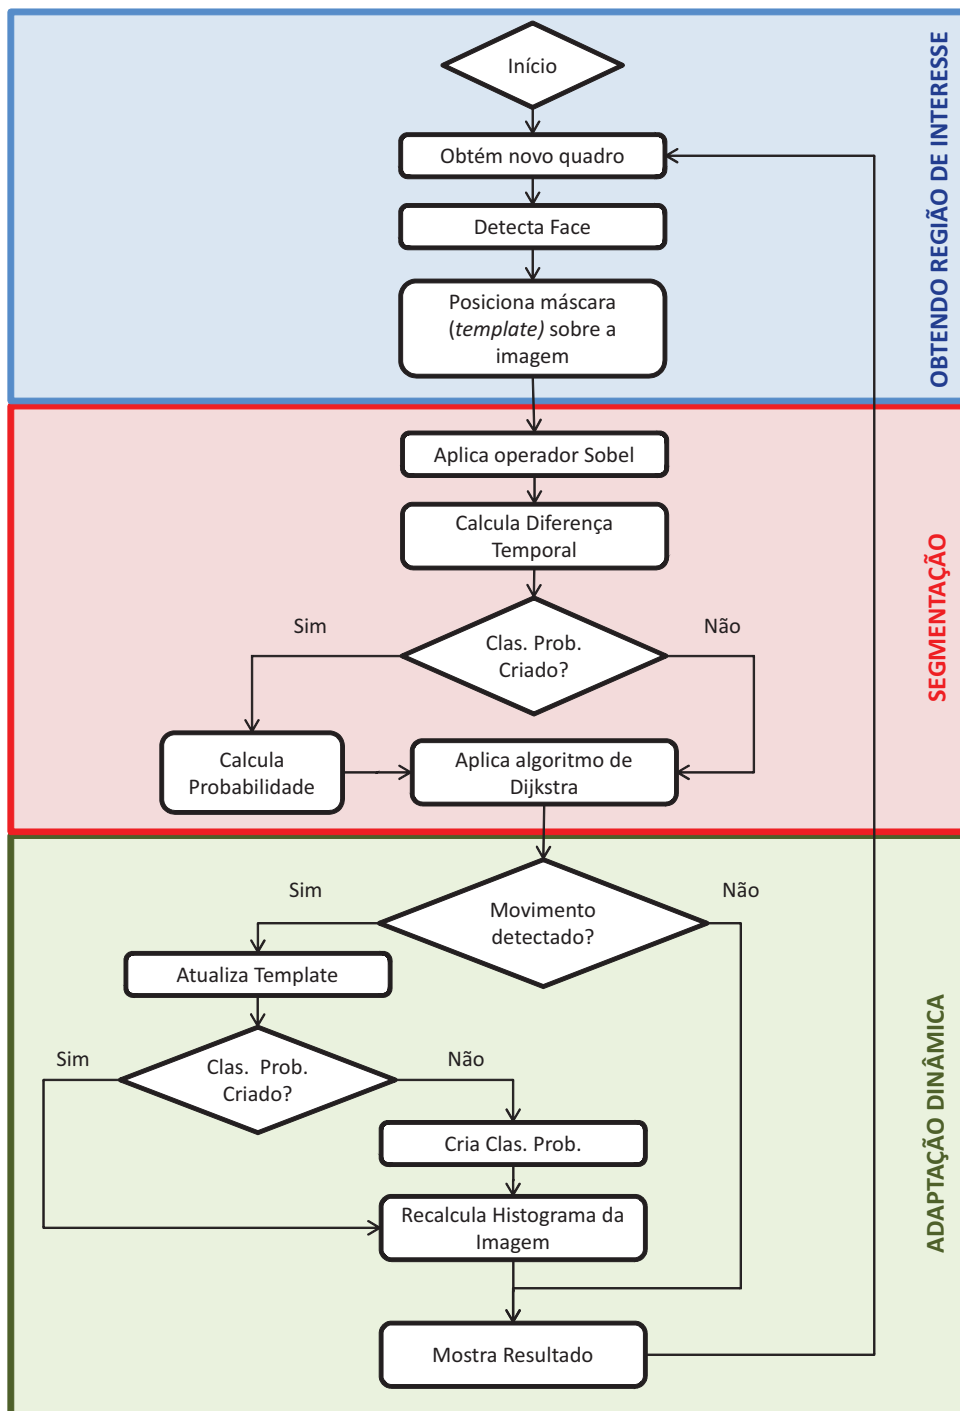 Início
Obtém novo quadro
Detecta Face
Posiciona máscara
(template) sobre a
imagem
OBTENDO REGIÃO DE INTERESSE
Aplica operador Sobel
Calcula Diferença
Temporal
Sim
Não
Clas. Prob.
Criado?
Calcula
Probabilidade
Aplica algoritmo de
Dijkstra
SEGMENTAÇÃO
Sim
Não
Movimento
detectado?
Atualiza Template
Sim
Não
Clas. Prob.
Criado?
Cria Clas. Prob.
Recalcula Histograma da
Imagem
Mostra Resultado
ADAPTAÇÃO DINÂMICA